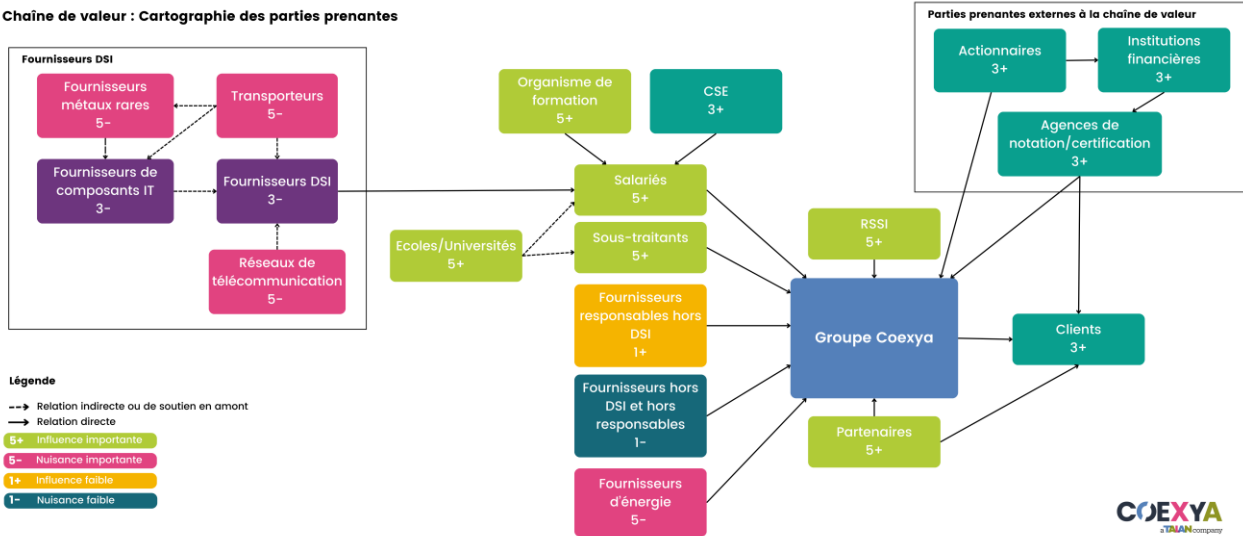 Chaîne de valeur : Cartographie des parties prenantes
Fournisseurs DSI
Fournisseurs
métaux rares
5-
Transporteurs
5-
Fournisseurs de
composants IT
3-
Fournisseurs DSI
3-
Réseaux de
télécommunication
5-
Organisme de
formation
5+
CSE
3+
Salariés
5+
Ecoles/Universités
5+
Sous-traitants
5+
Fournisseurs
responsables hors
DSI
1+
Fournisseurs hors
DSI et hors
responsables
1-
Fournisseurs
d'énergie
5-
Parties prenantes externes à la chaîne de valeur
Actionnaires
3+
Institutions
financières
3+
Agences de
notation/certification
3+
RSSI
5+
Groupe Coexya
Clients
3+
Partenaires
5+
Légende
Relation indirecte ou de soutien en amont
Relation directe
5+ Influence importante
5- Nuisance importante
1+ Influence faible
1- Nuisance faible
COEXYA
a TALAN company